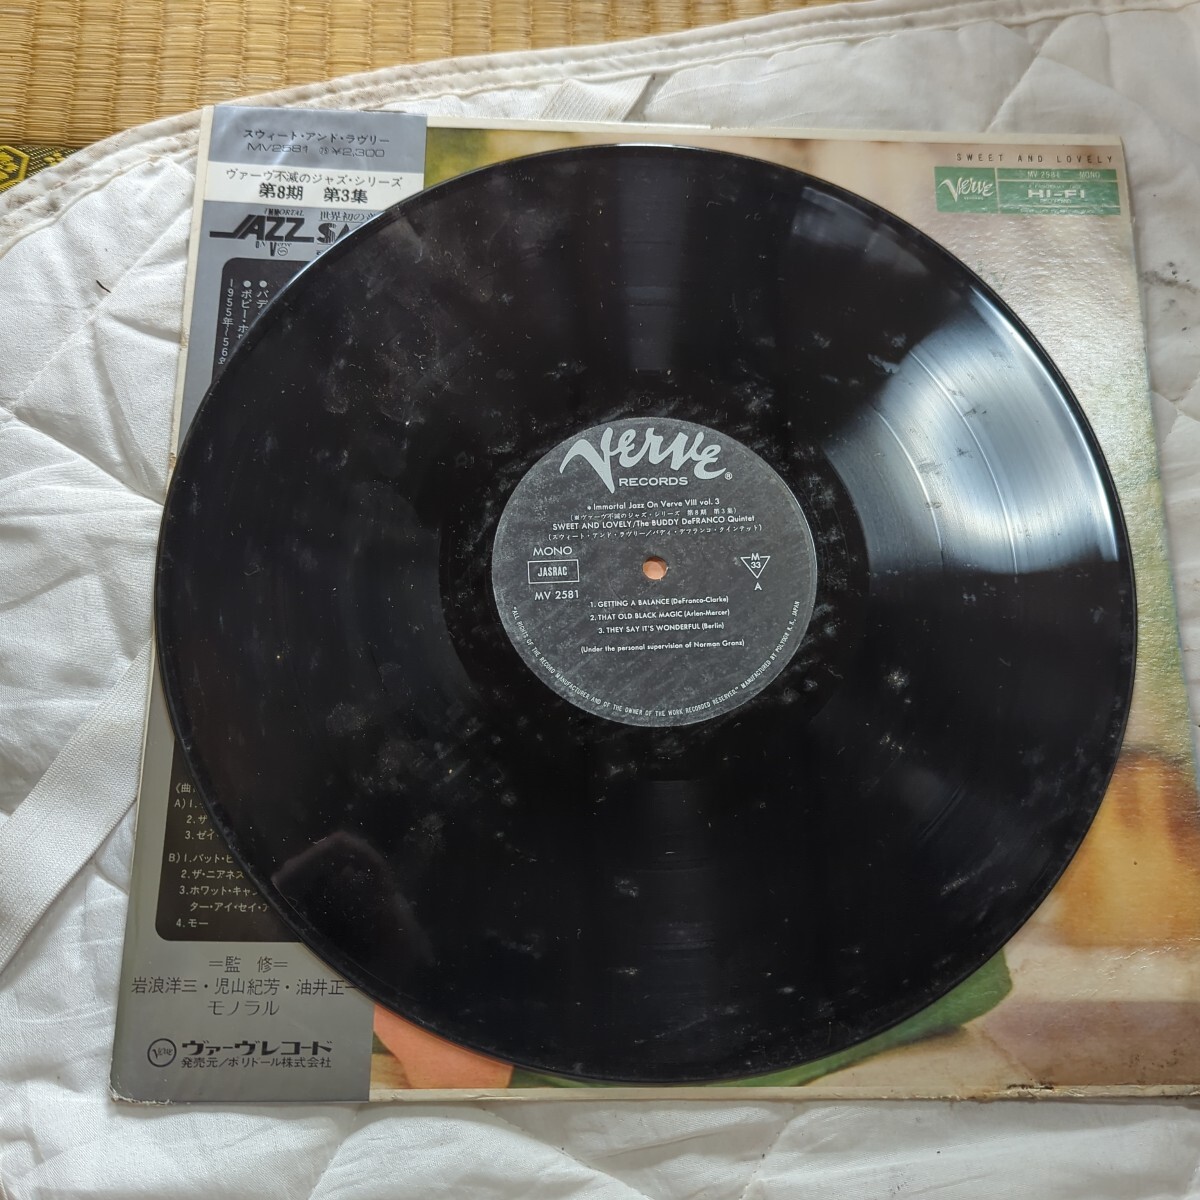 スウィート・アンド・ラヴリー
MV2581 ¥2,300
ヴァーヴ不滅のジャズ・シリーズ
第8期 第3集
IMMORTAL
JAZZ
ON Verve
世界初の
●
●ボビー・
1955年〜56年
A)1.
2.ザ
3.ゼイ・
B)1.バット・ビ
2.ザ・ニアネス
3.ホワット・キャン
ター・アイ・セイ・ア
4.モー
=監修=
岩浪洋三・児山紀芳・油井正一
モノラル
Verve ヴァーヴレコード
発売元/ポリドール株式会社
SWEET AND LOVELY
Verve
RECORDS
MV 2581 MONO
HI-FI
Verve®
RECORDS
● Immortal Jazz On Verve VIII vol. 3
(※ヴァーヴ不滅のジャズ・シリーズ 第8期 第3集)
SWEET AND LOVELY/The BUDDY DeFRANCO Quintet
(スウィート・アンド・ラヴリー/バディ・デフランコ・クインテット)
MONO
JASRAC
MV 2581
M
33
A
1. GETTING A BALANCE (DeFranco-Clarke)
2. THAT OLD BLACK MAGIC (Arlen-Mercer)
3. THEY SAY IT'S WONDERFUL (Berlin)
(Under the personal supervision of Norman Granz)
"ALL RIGHTS OF THE RECORD MANUFACTURER AND OF THE OWNER OF THE WORK RECORDED RESERVED." MANUFACTURED BY POLYDOR K.K. JAPAN